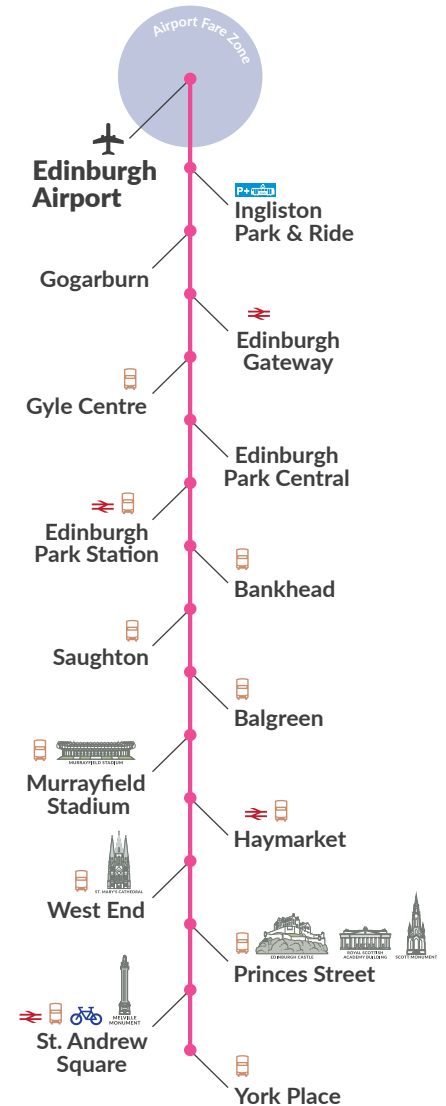 Airport Fare Zone
Edinburgh
Airport
P+
Ingliston
Park & Ride
Gogarburn
Edinburgh
Gateway
Gyle Centre
Edinburgh
Park Central
Edinburgh
Park Station
Bankhead
Saughton
Balgreen
MURRAYFIELD STADIUM
Murrayfield
Stadium
Haymarket
ST. MARY'S CATHEDRAL
West End
EDINBURGH CASTLE
ROYAL SCOTTISH
ACADEMY BUILDING
SCOTT MONUMENT
Princes Street
MELVILLE
MONUMENT
St. Andrew
Square
York Place